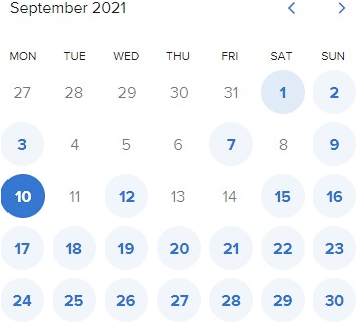 September 2021
MON TUE WED THU FRI SAT SUN
27 28 29 30 31 1 2
3 4 5 6 7 8 9
10 11 12 13 14 15 16
17 18 19 20 21 22 23
24 25 26 27 28 29 30